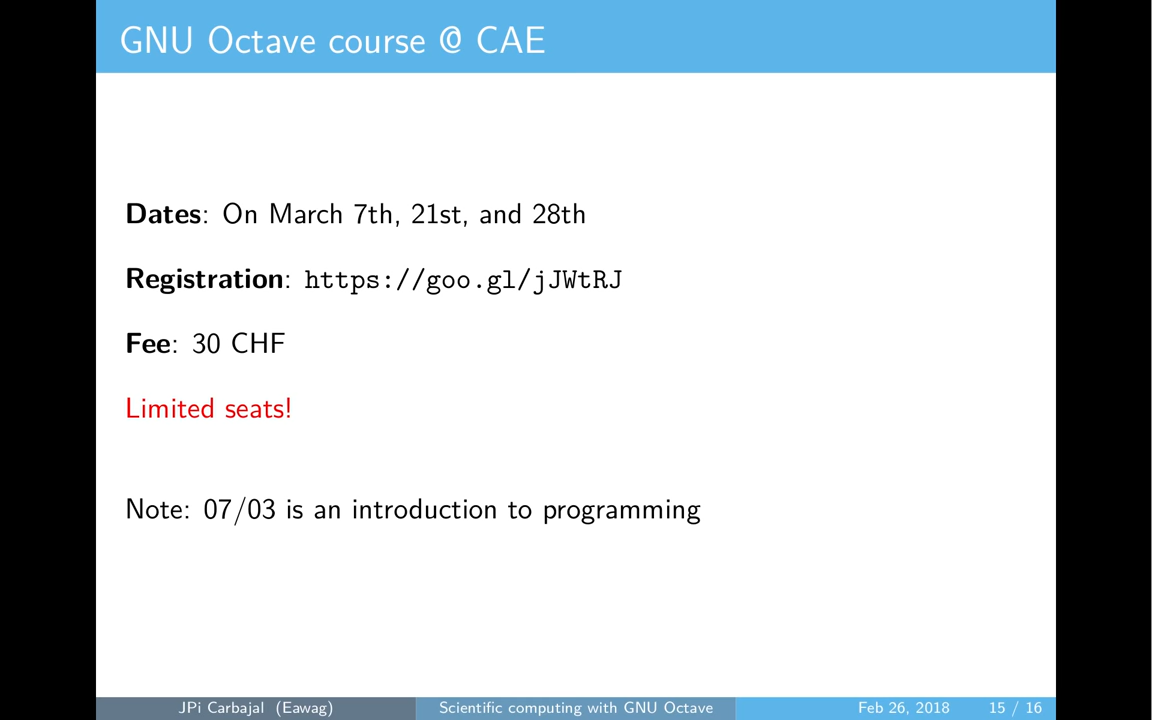 GNU Octave course @ CAE
Dates: On March 7th, 21st, and 28th
Registration: https://goo.gl/jJWtRJ
Fee: 30 CHF
Limited seats!
Note: 07/03 is an introduction to programming
JPi Carbajal (Eawag) Scientific computing with GNU Octave Feb 26, 2018 15 / 16